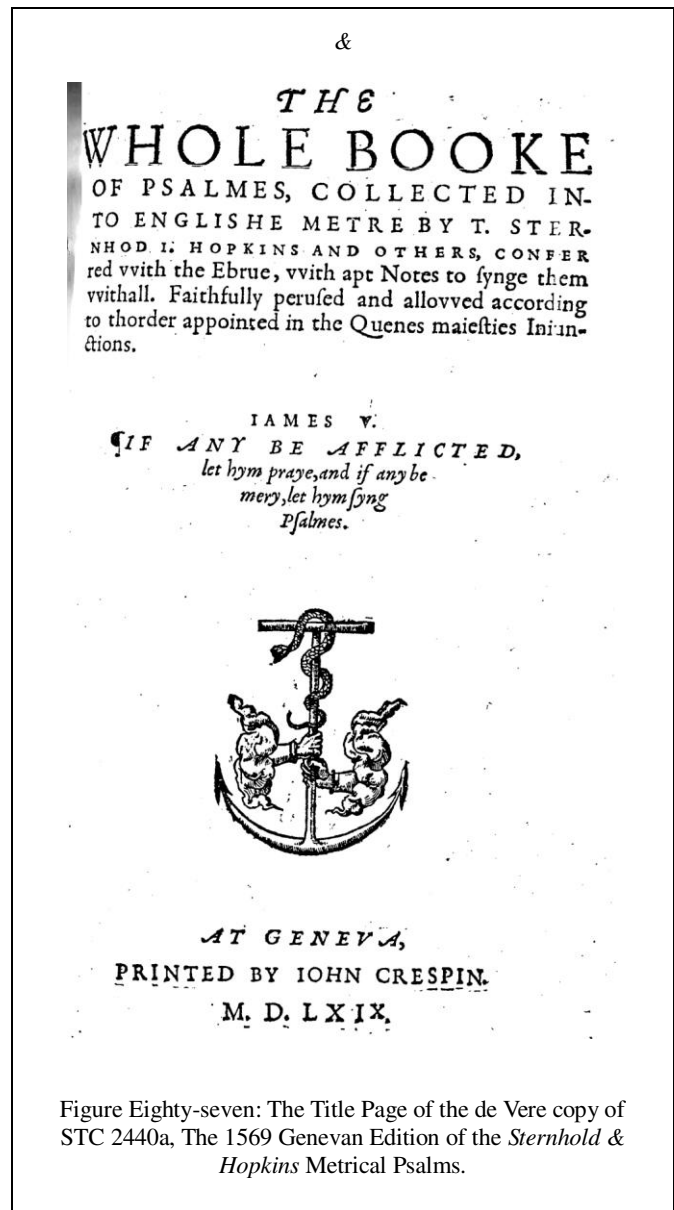 &
THE
WHOLE BOOKE
OF PSALMES, COLLECTED IN-
TO ENGLISHE METRE BY T. STER-
NHOD I. HOPKINS AND OTHERS, CONFER
red vvith the Ebrue, vvith apt Notes to ſynge them
vvithall. Faithfully peruſed and allovved according
to thorder appointed in the Quenes maieſties Iniun-
ctions.
IAMES V.
¶IF ANY BE AFFLICTED,
let hym praye, and if any be
mery, let hym ſyng
Pſalmes.
AT GENEVA,
PRINTED BY IOHN CRESPIN.
M. D. LXIX.
Figure Eighty-seven: The Title Page of the de Vere copy of
STC 2440a, The 1569 Genevan Edition of the Sternhold &
Hopkins Metrical Psalms.